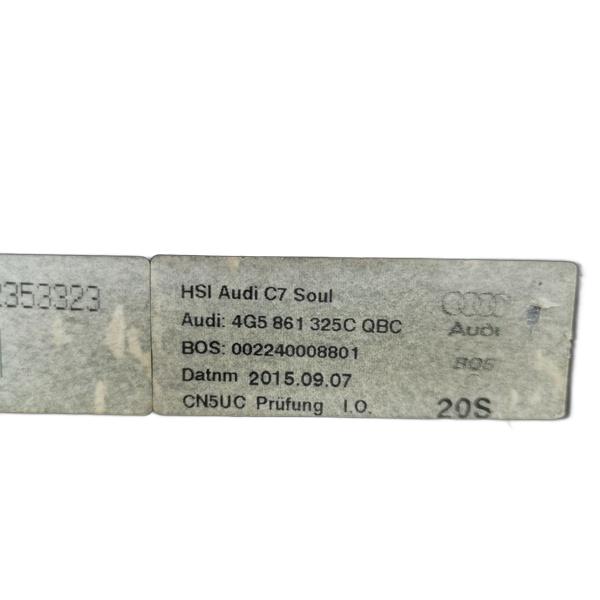 2353323
HSI Audi C7 Soul
Audi: 4G5 861 325C QBC
BOS: 002240008801
Datnm 2015.09.07
CN5UC Prüfung I.O.
Audi
BOS
20S